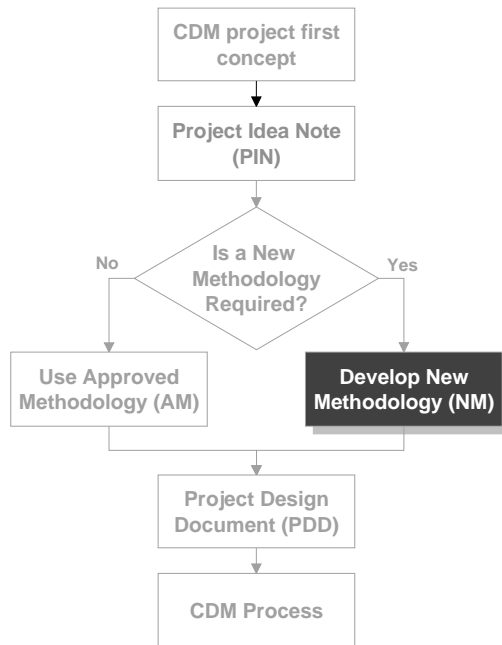 CDM project first
concept
Project Idea Note
(PIN)
Is a New
Methodology
Required?
No
Yes
Use Approved
Methodology (AM)
Develop New
Methodology (NM)
Project Design
Document (PDD)
CDM Process